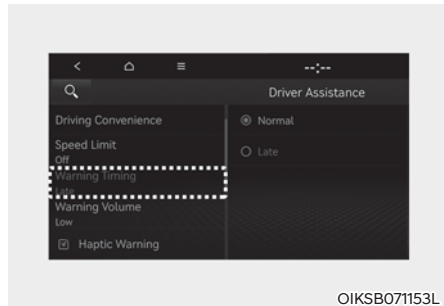 --:--
Driver Assistance
Driving Convenience
Speed Limit
Off
Warning Timing
Late
Warning Volume
Low
Haptic Warning
Normal
Late
OIKSB071153L